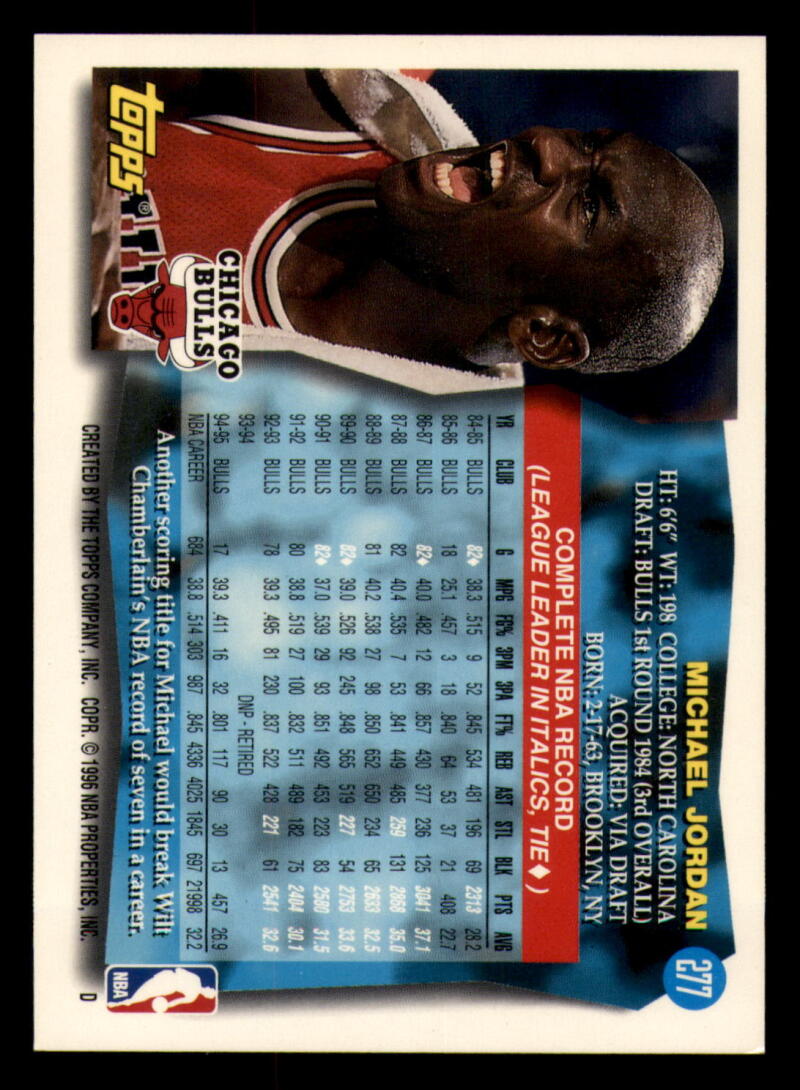 MICHAEL JORDAN 277
HT: 6'6" WT: 198 COLLEGE: NORTH CAROLINA
DRAFT: BULLS 1st ROUND 1984 (3rd OVERALL)
ACQUIRED: VIA DRAFT
BORN: 2-17-63, BROOKLYN, NY
COMPLETE NBA RECORD
(LEAGUE LEADER IN ITALICS, TIE♦)
YR CLUB G MPG FG% 3PM 3PA FT% REB AST STL BLK PTS AVG
84-85 BULLS 82♦ 38.3 .515 9 52 .845 534 481 196 69 2313 28.2
85-86 BULLS 18 25.1 .457 3 18 .840 64 53 37 21 408 22.7
86-87 BULLS 82♦ 40.0 .482 12 66 .857 430 377 236 125 3041 37.1
87-88 BULLS 82 40.4 .535 7 53 .841 449 485 259 131 2868 35.0
88-89 BULLS 81 40.2 .538 27 98 .850 652 650 234 65 2633 32.5
89-90 BULLS 82♦ 39.0 .526 92 245 .848 565 519 227 54 2753 33.6
90-91 BULLS 82♦ 37.0 .539 29 93 .851 492 453 223 83 2580 31.5
91-92 BULLS 80 38.8 .519 27 100 .832 511 489 182 75 2404 30.1
92-93 BULLS 78 39.3 .495 81 230 .837 522 428 221 61 2541 32.6
93-94 DNP - RETIRED
94-95 BULLS 17 39.3 .411 16 32 .801 117 90 30 13 457 26.9
NBA CAREER 684 38.8 .514 303 987 .845 4336 4025 1845 697 21998 32.2
Another scoring title for Michael would break Wilt
Chamberlain's NBA record of seven in a career.
topps®
CHICAGO
BULLS
NBA
CREATED BY THE TOPPS COMPANY, INC. COPR. © 1996 NBA PROPERTIES, INC. D